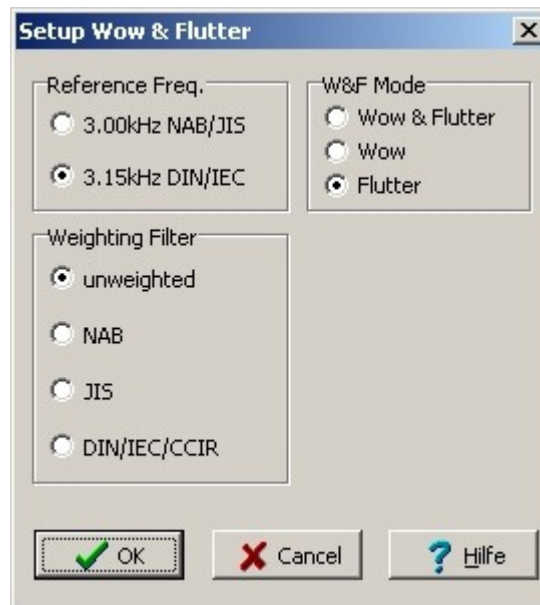 Setup Wow & Flutter
Reference Freq.
3.00kHz NAB/JIS
3.15kHz DIN/IEC
W&F Mode
Wow & Flutter
Wow
Flutter
Weighting Filter
unweighted
NAB
JIS
DIN/IEC/CCIR
OK
Cancel
Hilfe